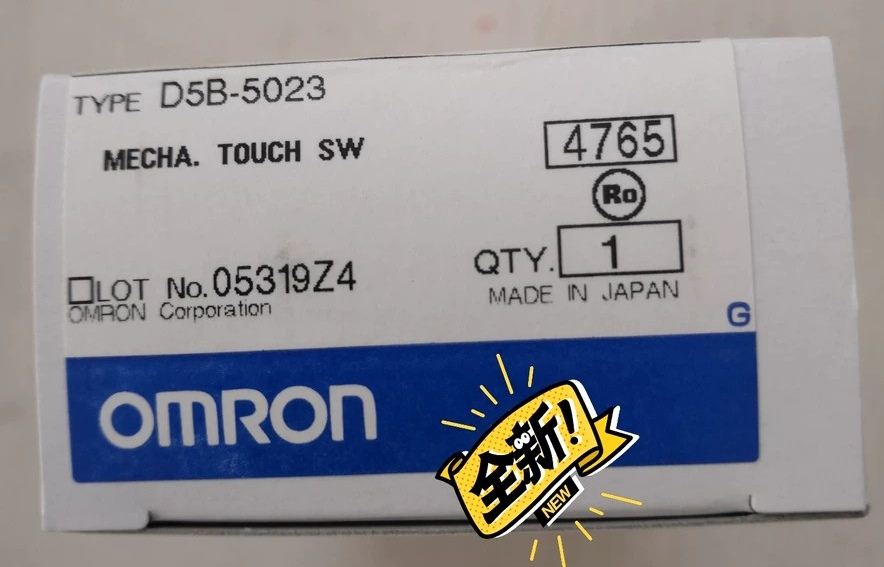 TYPE D5B-5023
MECHA. TOUCH SW
4765
Ro
QTY. 1
□LOT No. 05319Z4
MADE IN JAPAN
OMRON Corporation
G
OMRON
全新!
NEW